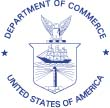 DEPARTMENT OF COMMERCE
UNITED STATES OF AMERICA